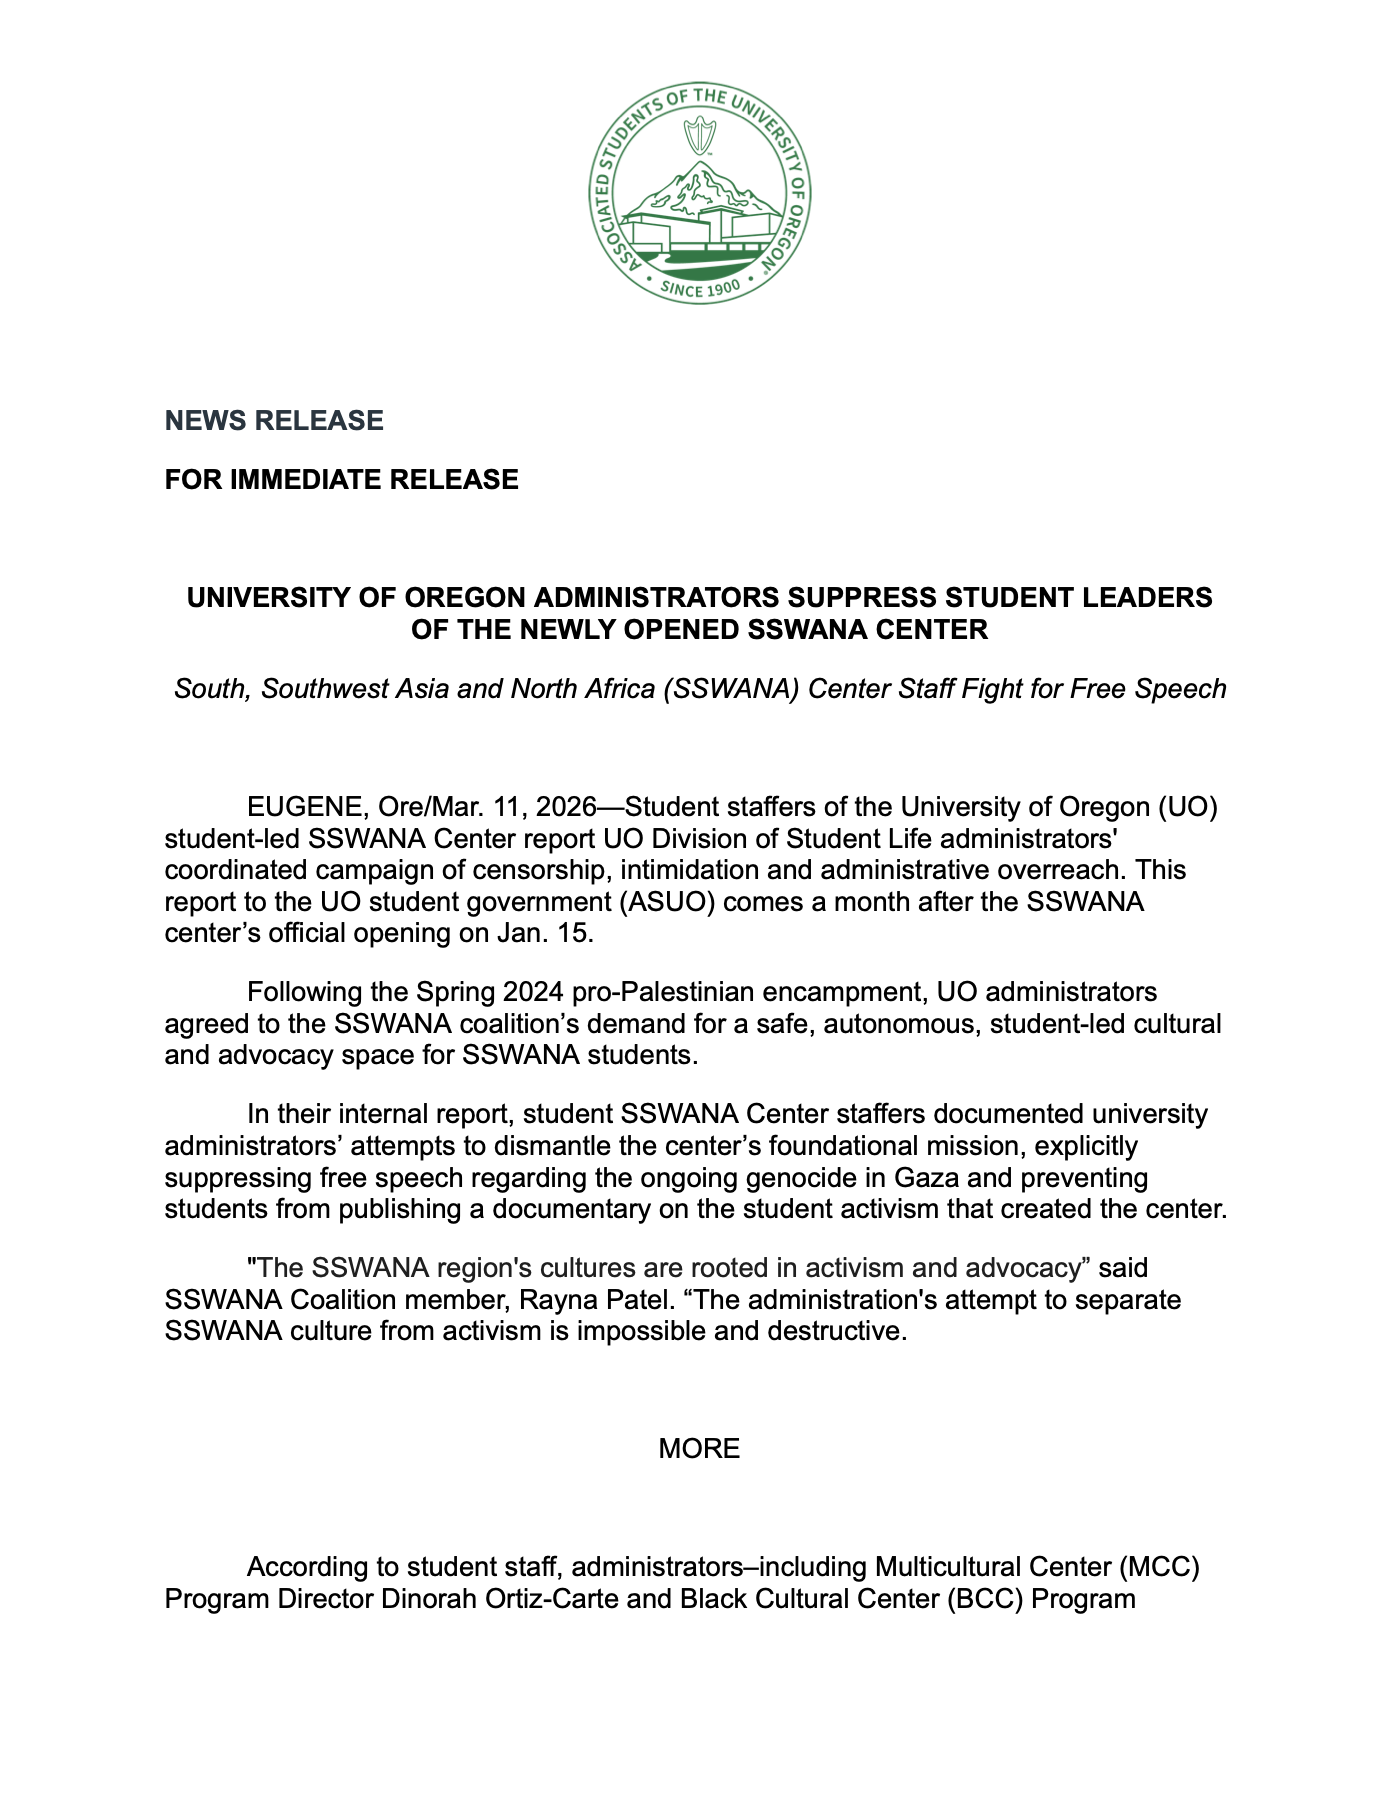 ASSOCIATED STUDENTS OF THE UNIVERSITY OF OREGON
• SINCE 1900 •
NEWS RELEASE
FOR IMMEDIATE RELEASE
UNIVERSITY OF OREGON ADMINISTRATORS SUPPRESS STUDENT LEADERS
OF THE NEWLY OPENED SSWANA CENTER
South, Southwest Asia and North Africa (SSWANA) Center Staff Fight for Free Speech
EUGENE, Ore/Mar. 11, 2026—Student staffers of the University of Oregon (UO)
student-led SSWANA Center report UO Division of Student Life administrators'
coordinated campaign of censorship, intimidation and administrative overreach. This
report to the UO student government (ASUO) comes a month after the SSWANA
center’s official opening on Jan. 15.
Following the Spring 2024 pro-Palestinian encampment, UO administrators
agreed to the SSWANA coalition’s demand for a safe, autonomous, student-led cultural
and advocacy space for SSWANA students.
In their internal report, student SSWANA Center staffers documented university
administrators’ attempts to dismantle the center’s foundational mission, explicitly
suppressing free speech regarding the ongoing genocide in Gaza and preventing
students from publishing a documentary on the student activism that created the center.
"The SSWANA region's cultures are rooted in activism and advocacy” said
SSWANA Coalition member, Rayna Patel. “The administration's attempt to separate
SSWANA culture from activism is impossible and destructive.
MORE
According to student staff, administrators–including Multicultural Center (MCC)
Program Director Dinorah Ortiz-Carte and Black Cultural Center (BCC) Program